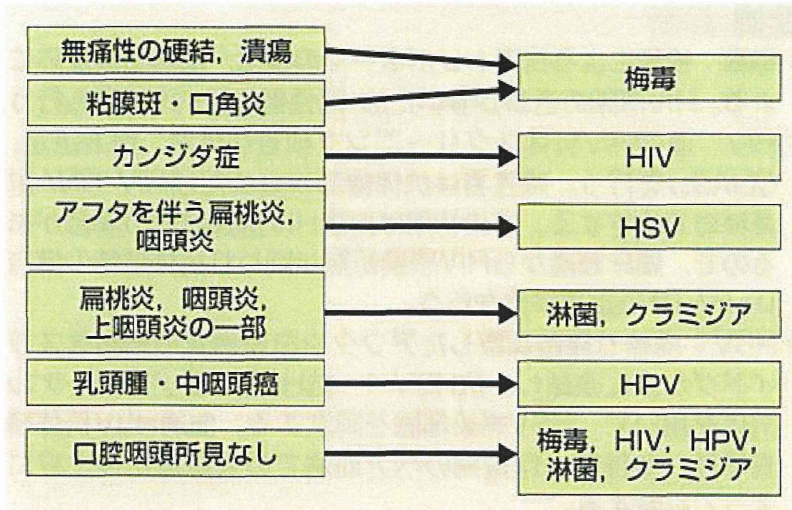 無痛性の硬結，潰瘍
粘膜斑・口角炎
梅毒
カンジダ症
HIV
アフタを伴う扁桃炎，
咽頭炎
HSV
扁桃炎，咽頭炎，
上咽頭炎の一部
淋菌，クラミジア
乳頭腫・中咽頭癌
HPV
口腔咽頭所見なし
梅毒，HIV，HPV，
淋菌，クラミジア